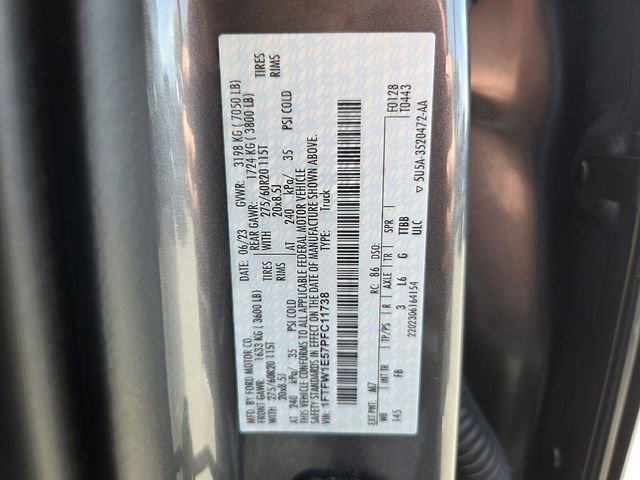 MFD. BY FORD MOTOR CO.
DATE: 06/23 GVWR: 3198 KG (7050 LB)
FRONT GAWR: 1633 KG (3600 LB) REAR GAWR: 1724 KG (3800 LB)
WITH 275/60R20 115T TIRES WITH 275/60R20 115T TIRES
20x8.5J RIMS 20x8.5J RIMS
AT 240 kPa/ 35 PSI COLD AT 240 kPa/ 35 PSI COLD
THIS VEHICLE CONFORMS TO ALL APPLICABLE FEDERAL MOTOR VEHICLE
SAFETY STANDARDS IN EFFECT ON THE DATE OF MANUFACTURE SHOWN ABOVE.
VIN: 1FTFW1E57PFC11738 TYPE: Truck
EXT PNT: M7 RC: 86 DSO: F0128
WB INT TR TP/PS R AXLE TR SPR T0443
145 FB 3 L6 G TTBB
ULC
2202306164154 ▽ 5U5A-3520472-AA